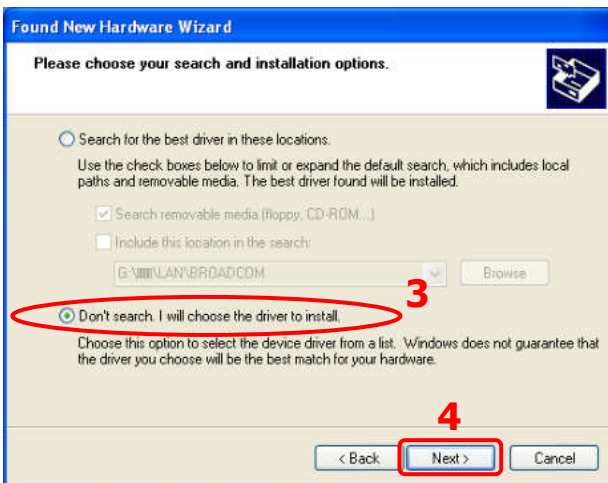 Found New Hardware Wizard
Please choose your search and installation options.
Search for the best driver in these locations.
Use the check boxes below to limit or expand the default search, which includes local
paths and removable media. The best driver found will be installed.
Search removable media (floppy, CD-ROM...)
Include this location in the search:
LAN\BROADCOM
Browse
3
Don't search. I will choose the driver to install.
Choose this option to select the device driver from a list. Windows does not guarantee that
the driver you choose will be the best match for your hardware.
4
< Back
Next >
Cancel